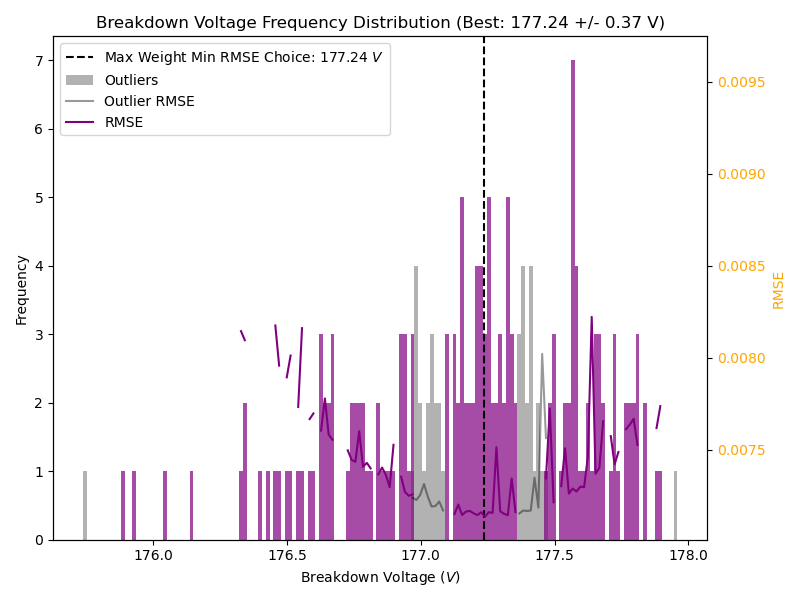 Breakdown Voltage Frequency Distribution (Best: 177.24 +/- 0.37 V)
Max Weight Min RMSE Choice: 177.24 V
Outliers
Outlier RMSE
RMSE
7
6
5
4
3
2
1
0
Frequency
0.0095
0.0090
0.0085
0.0080
0.0075
RMSE
176.0 176.5 177.0 177.5 178.0
Breakdown Voltage (V)